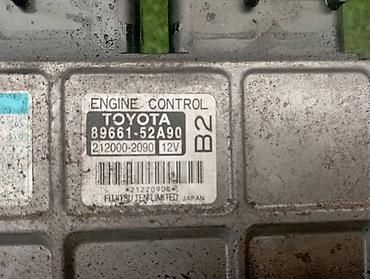 ENGINE CONTROL
TOYOTA
89661-52A90
212000-2090 12V
B2
FUJITSU TEN LIMITED JAPAN